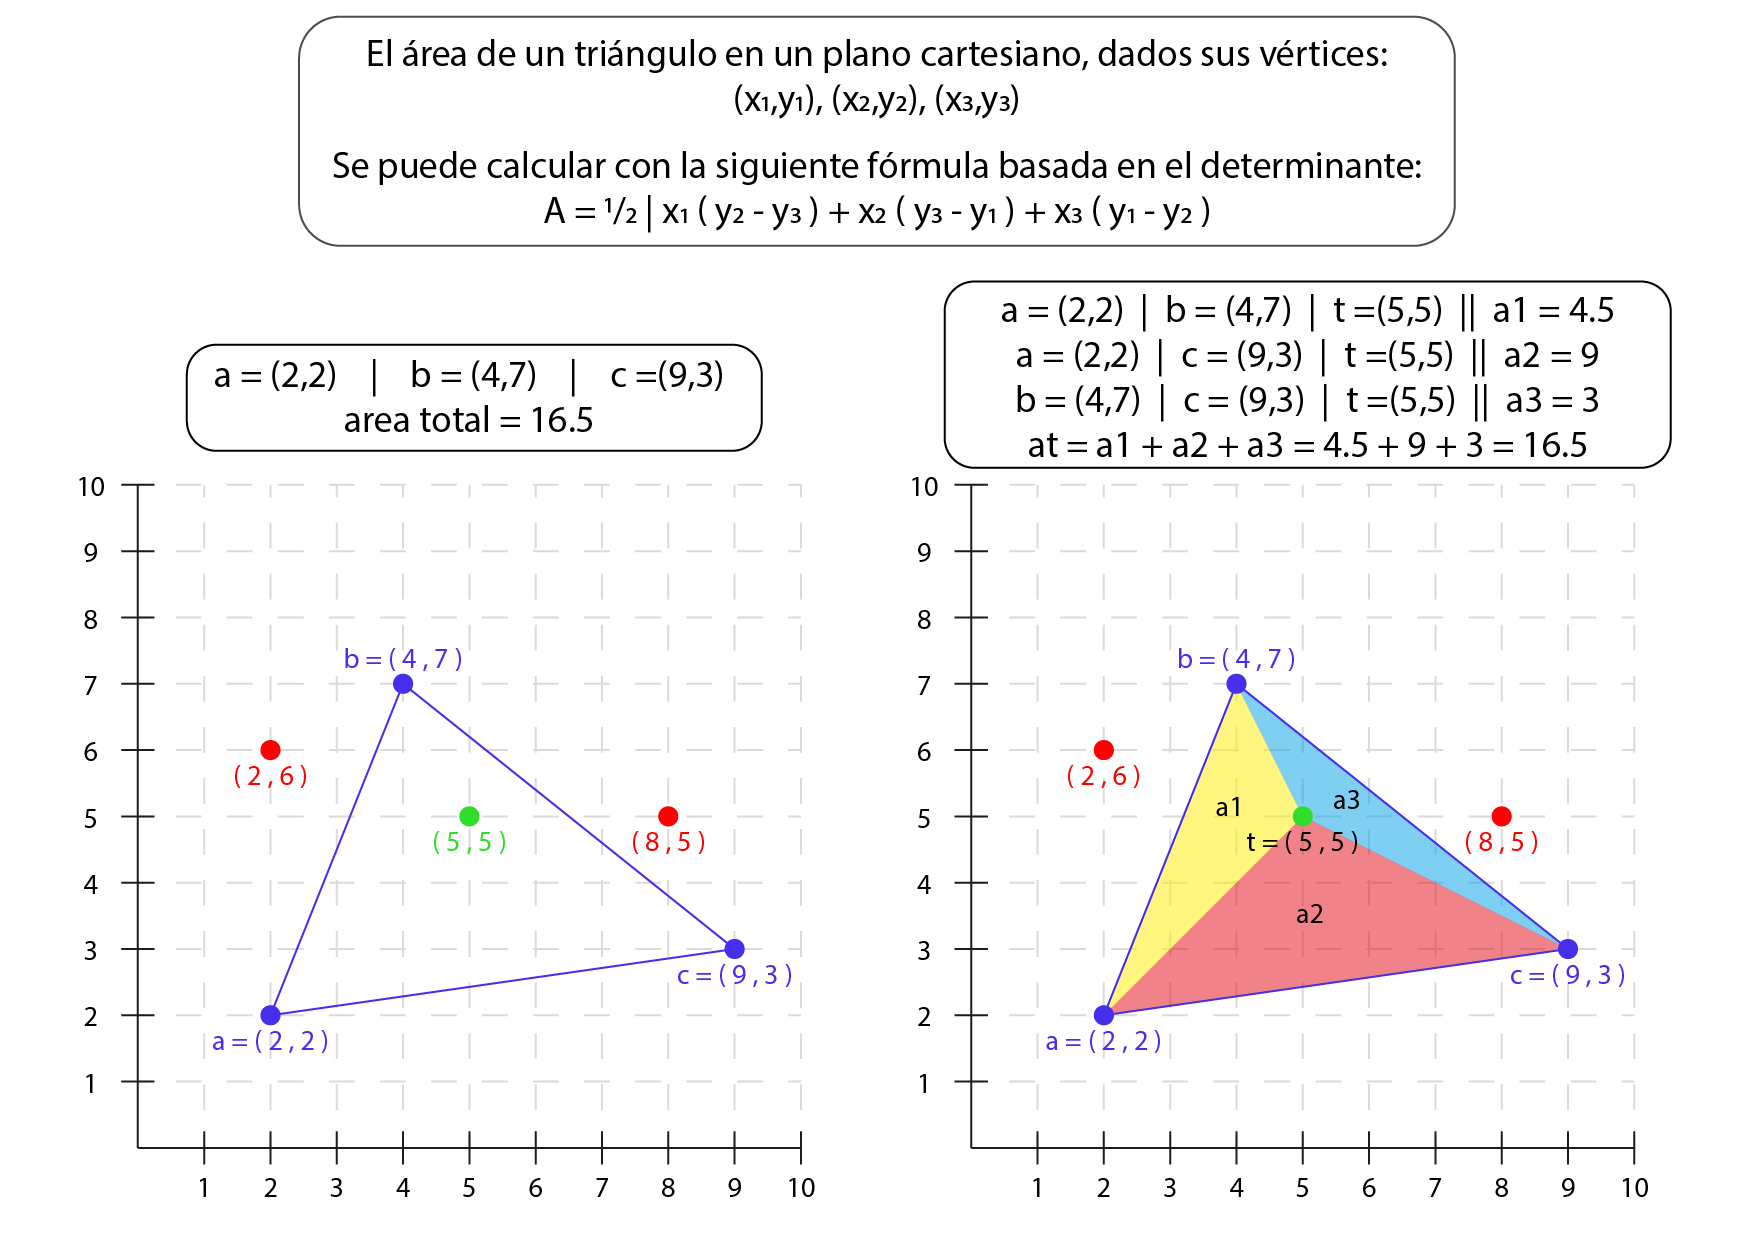 El área de un triángulo en un plano cartesiano, dados sus vértices:
(x₁,y₁), (x₂,y₂), (x₃,y₃)
Se puede calcular con la siguiente fórmula basada en el determinante:
A = ¹/₂ | x₁ ( y₂ - y₃ ) + x₂ ( y₃ - y₁ ) + x₃ ( y₁ - y₂ )
a = (2,2) | b = (4,7) | c =(9,3)
area total = 16.5
a = (2,2) | b = (4,7) | t =(5,5) || a1 = 4.5
a = (2,2) | c = (9,3) | t =(5,5) || a2 = 9
b = (4,7) | c = (9,3) | t =(5,5) || a3 = 3
at = a1 + a2 + a3 = 4.5 + 9 + 3 = 16.5
10
9
8
b = ( 4 , 7 )
7
6
( 2 , 6 )
5
( 5 , 5 )
( 8 , 5 )
4
3
c = ( 9 , 3 )
2
a = ( 2 , 2 )
1
1 2 3 4 5 6 7 8 9 10
10
9
8
b = ( 4 , 7 )
7
6
( 2 , 6 )
a1
a3
5
t = ( 5 , 5 )
( 8 , 5 )
4
a2
3
c = ( 9 , 3 )
2
a = ( 2 , 2 )
1
1 2 3 4 5 6 7 8 9 10